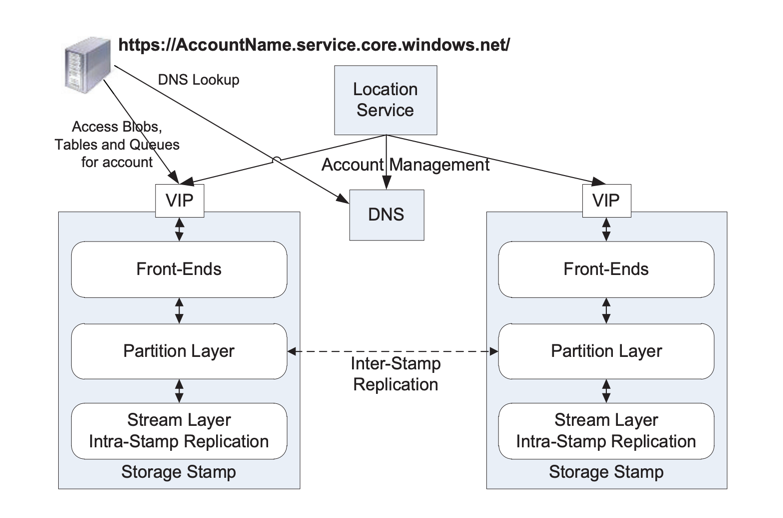 https://AccountName.service.core.windows.net/
DNS Lookup
Location
Service
Access Blobs,
Tables and Queues
for account
Account Management
VIP
DNS
VIP
Front-Ends
Front-Ends
Partition Layer
Partition Layer
Inter-Stamp
Replication
Stream Layer
Intra-Stamp Replication
Stream Layer
Intra-Stamp Replication
Storage Stamp
Storage Stamp